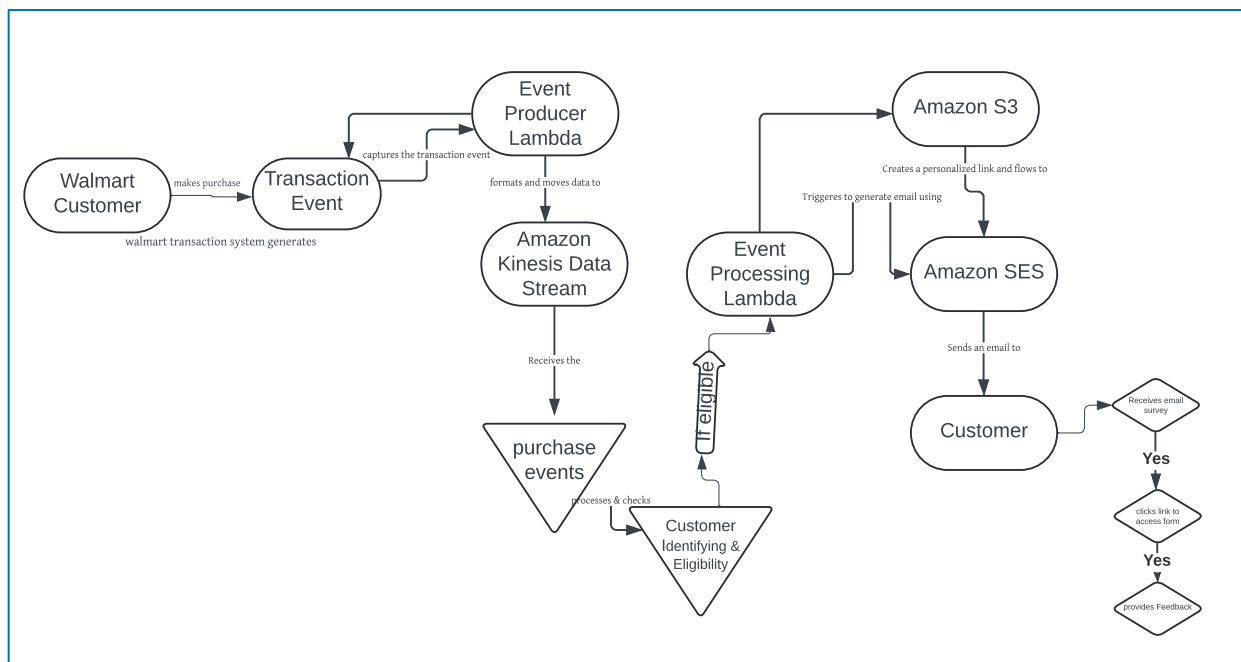 Walmart
Customer
makes purchase
walmart transaction system generates
Transaction
Event
captures the transaction event
Event
Producer
Lambda
formats and moves data to
Amazon
Kinesis Data
Stream
Receives the
purchase
events
processes & checks
Customer
Identifying &
Eligibility
If eligible
Event
Processing
Lambda
Amazon S3
Creates a personalized link and flows to
Triggeres to generate email using
Amazon SES
Sends an email to
Customer
Receives email
survey
Yes
clicks link to
access form
Yes
provides Feedback